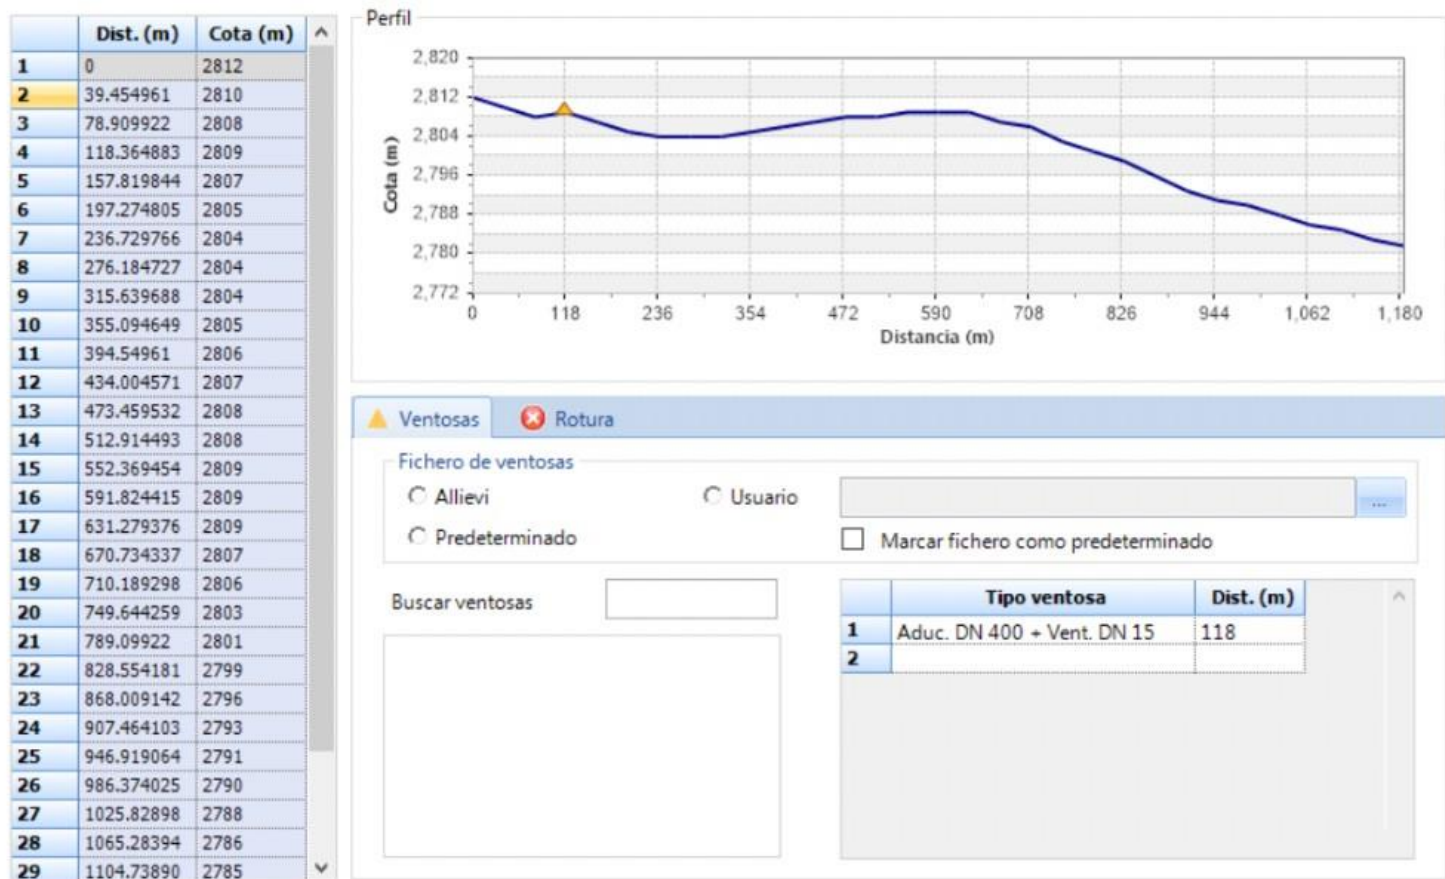 Dist. (m) Cota (m)
1 0 2812
2 39.454961 2810
3 78.909922 2808
4 118.364883 2809
5 157.819844 2807
6 197.274805 2805
7 236.729766 2804
8 276.184727 2804
9 315.639688 2804
10 355.094649 2805
11 394.54961 2806
12 434.004571 2807
13 473.459532 2808
14 512.914493 2808
15 552.369454 2809
16 591.824415 2809
17 631.279376 2809
18 670.734337 2807
19 710.189298 2806
20 749.644259 2803
21 789.09922 2801
22 828.554181 2799
23 868.009142 2796
24 907.464103 2793
25 946.919064 2791
26 986.374025 2790
27 1025.82898 2788
28 1065.28394 2786
29 1104.73890 2785
Perfil
Cota (m)
2,820
2,812
2,804
2,796
2,788
2,780
2,772
0 118 236 354 472 590 708 826 944 1,062 1,180
Distancia (m)
Ventosas Rotura
Fichero de ventosas
Allievi Usuario ...
Predeterminado Marcar fichero como predeterminado
Buscar ventosas
Tipo ventosa Dist. (m)
1 Aduc. DN 400 + Vent. DN 15 118
2